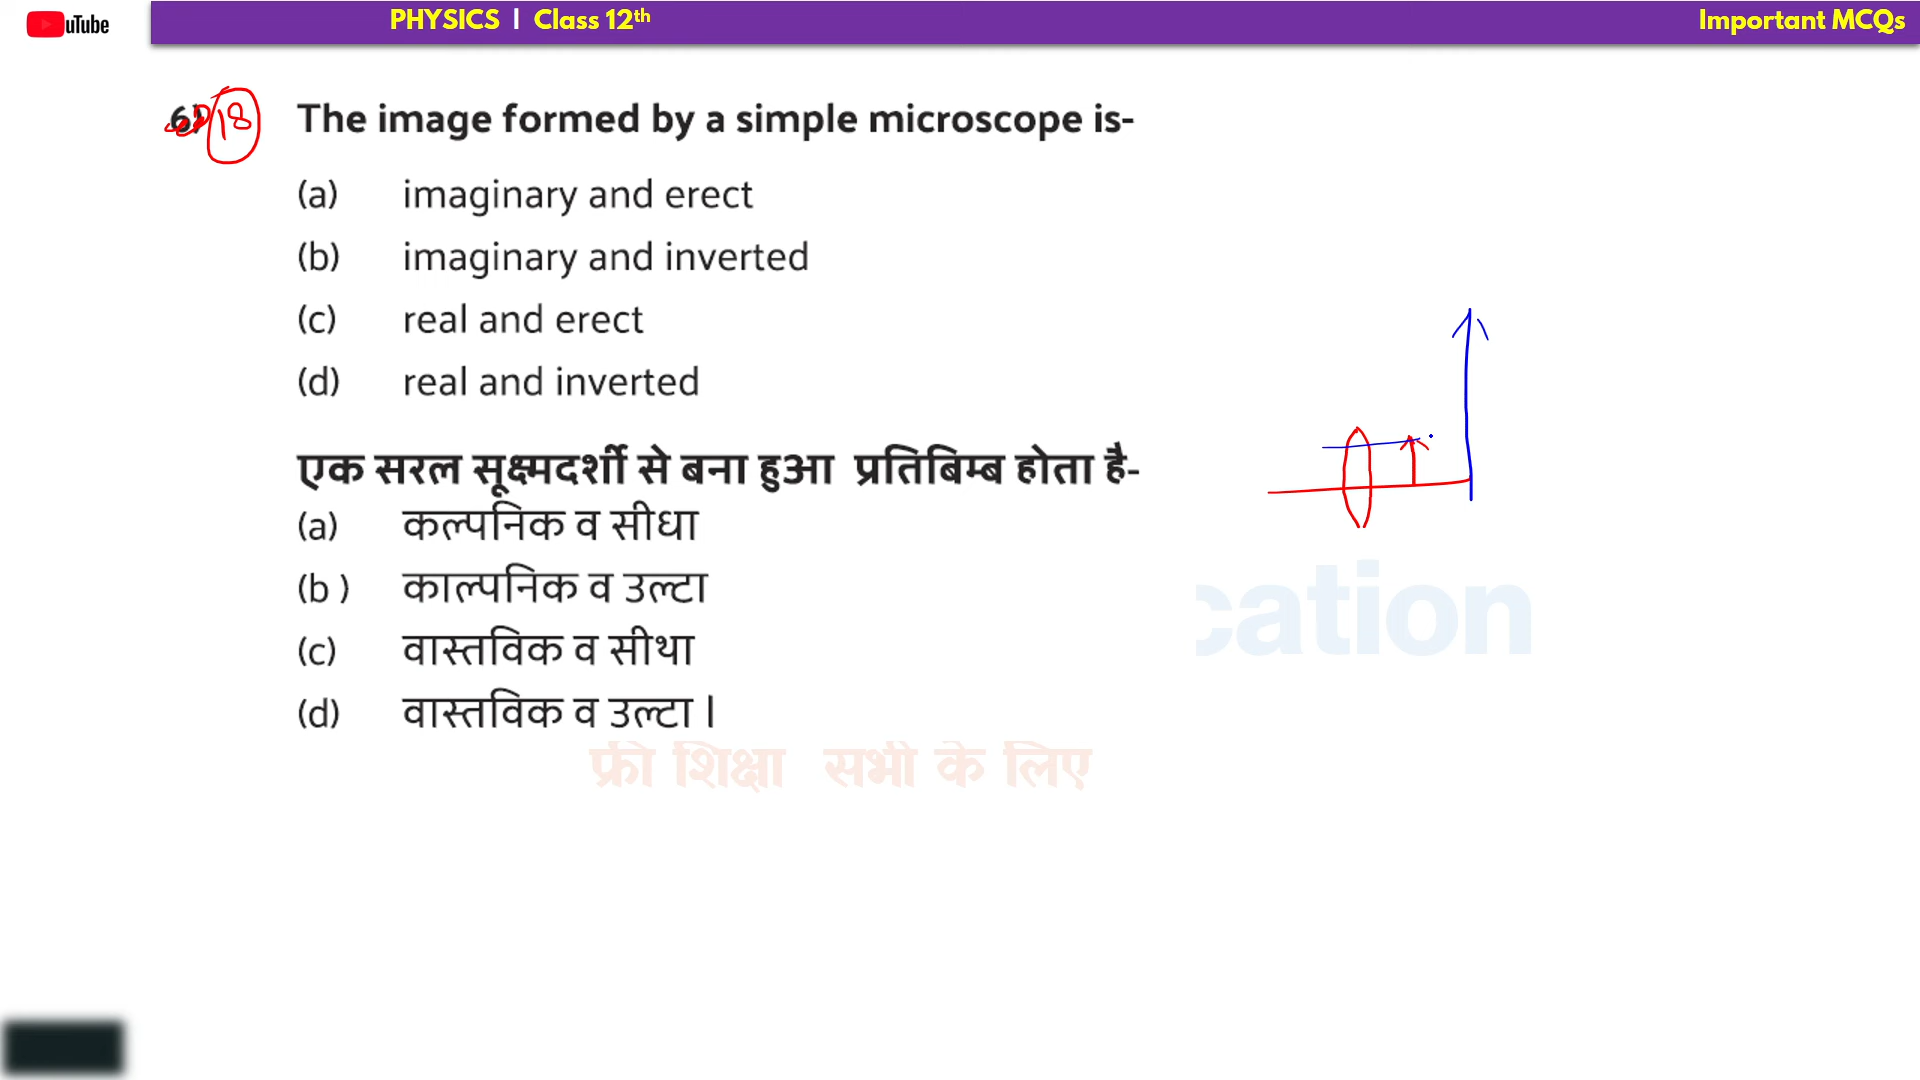 uTube
PHYSICS | Class 12th
Important MCQs
6) 18 The image formed by a simple microscope is-
(a) imaginary and erect
(b) imaginary and inverted
(c) real and erect
(d) real and inverted
एक सरल सूक्ष्मदर्शी से बना हुआ प्रतिबिम्ब होता है-
(a) कल्पनिक व सीधा
(b ) काल्पनिक व उल्टा
(c) वास्तविक व सीथा
(d) वास्तविक व उल्टा।
cation
फ्री शिक्षा सभी के लिए